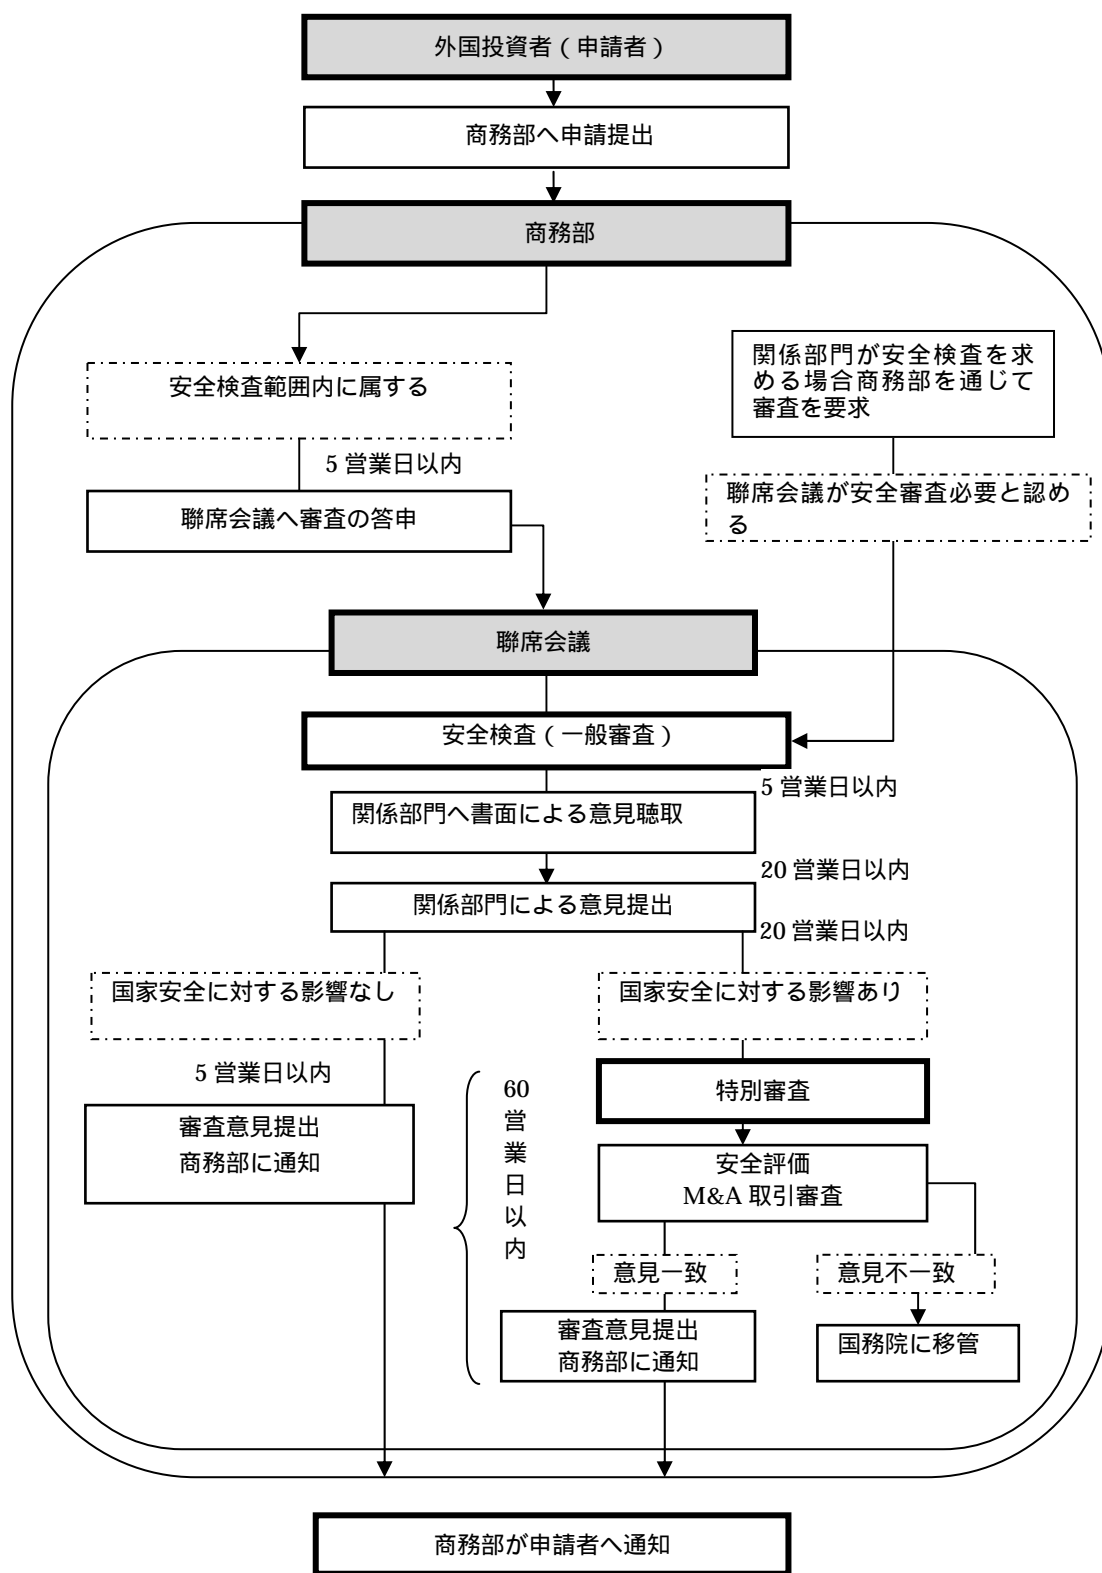 外国投資者（申請者）
商務部へ申請提出
商務部
安全検査範囲内に属する
関係部門が安全検査を求
める場合商務部を通じて
審査を要求
5 営業日以内
聯席会議が安全審査必要と認め
る
聯席会議へ審査の答申
聯席会議
安全検査（一般審査）
5 営業日以内
関係部門へ書面による意見聴取
20 営業日以内
関係部門による意見提出
20 営業日以内
国家安全に対する影響なし
国家安全に対する影響あり
5 営業日以内
60
営
業
日
以
内
特別審査
審査意見提出
商務部に通知
安全評価
M&A 取引審査
意見一致
意見不一致
審査意見提出
商務部に通知
国務院に移管
商務部が申請者へ通知